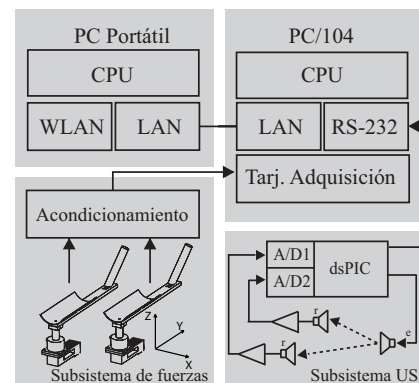 PC Portátil
CPU
WLAN
LAN
PC/104
CPU
LAN
RS-232
Tarj. Adquisición
Acondicionamiento
Z
Y
X
Subsistema de fuerzas
A/D1
A/D2
dsPIC
r
e
r
Subsistema US